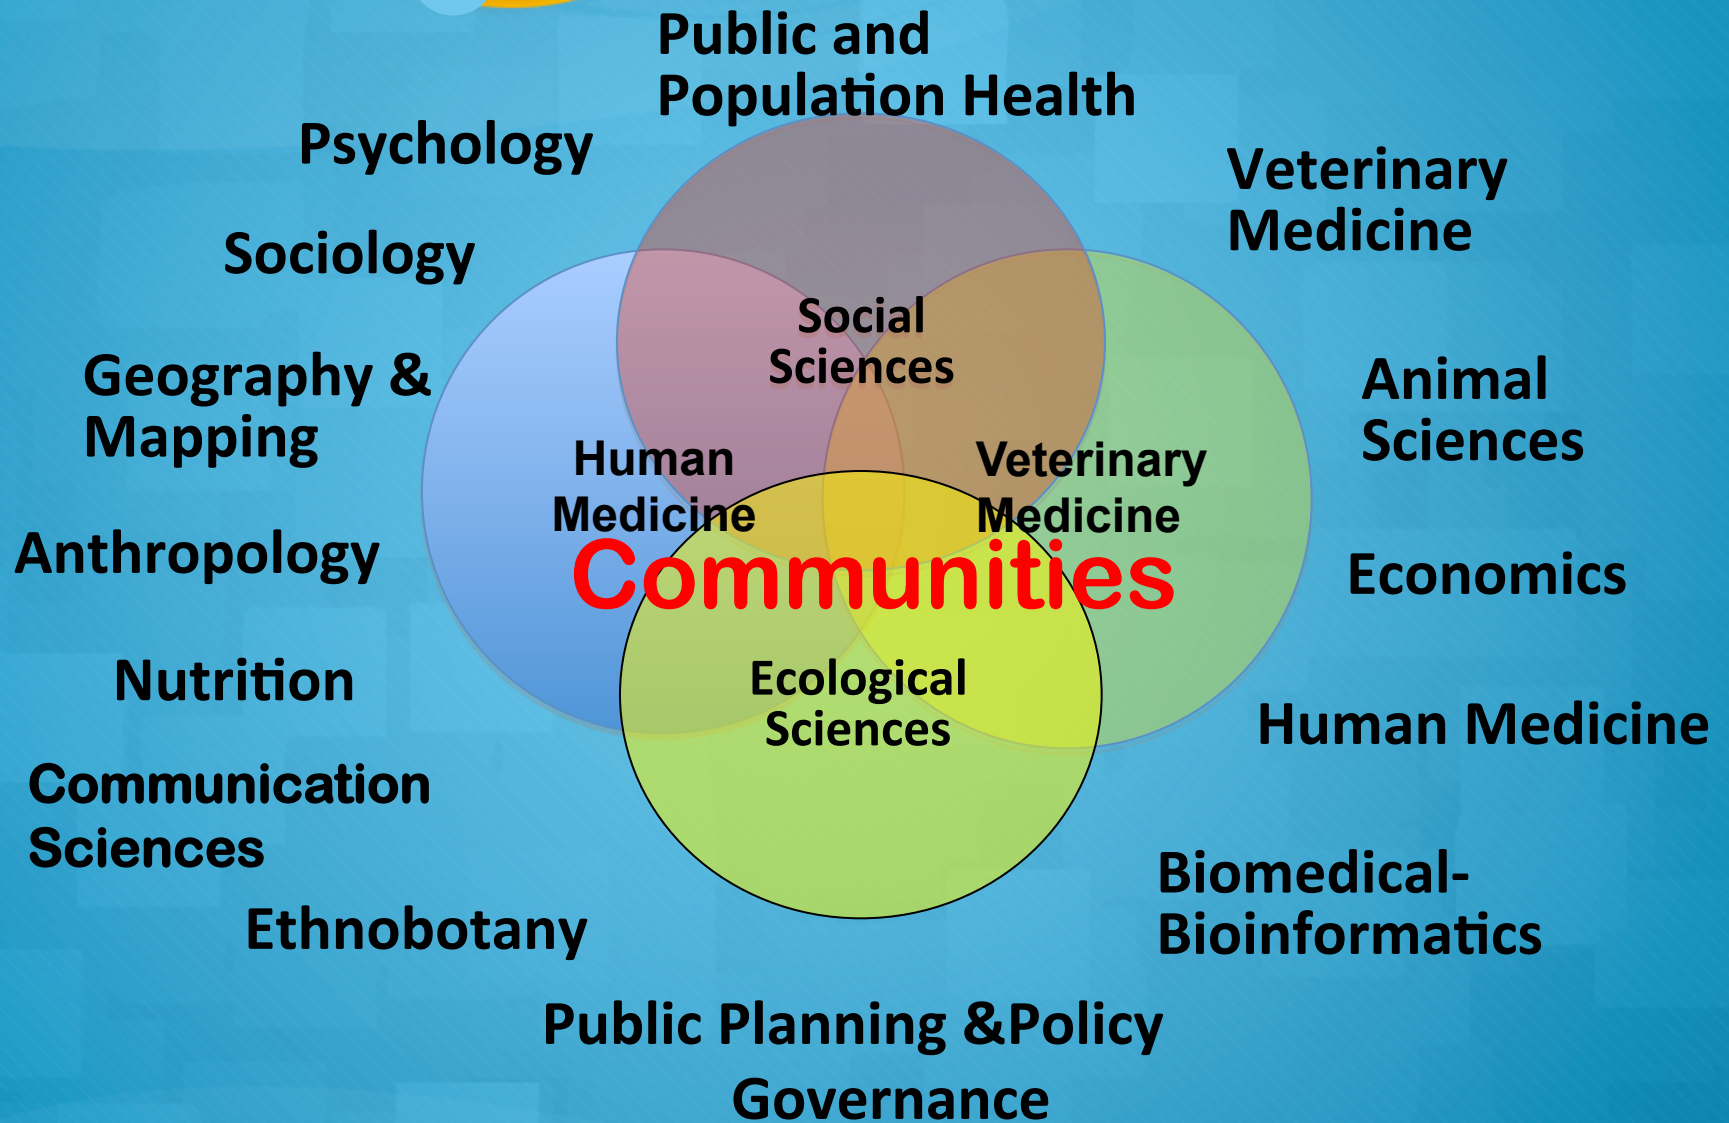 Public and
Population Health
Psychology
Veterinary
Medicine
Sociology
Social
Sciences
Geography &
Mapping
Animal
Sciences
Human
Medicine
Veterinary
Medicine
Anthropology
Communities
Economics
Nutrition
Ecological
Sciences
Human Medicine
Communication
Sciences
Biomedical-
Bioinformatics
Ethnobotany
Public Planning &Policy
Governance